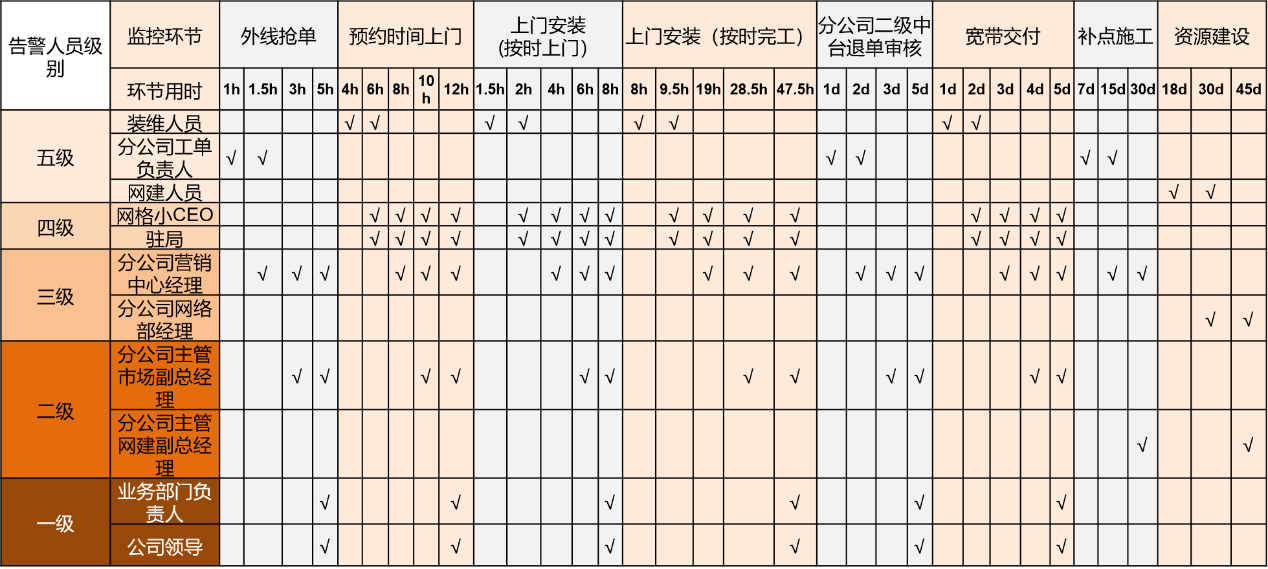 告警人员级别 监控环节 外线抢单 预约时间上门 上门安装(按时上门) 上门安装（按时完工） 分公司二级中台退单审核 宽带交付 补点施工 资源建设
环节用时 1h 1.5h 3h 5h 4h 6h 8h 10h 12h 1.5h 2h 4h 6h 8h 8h 9.5h 19h 28.5h 47.5h 1d 2d 3d 5d 1d 2d 3d 4d 5d 7d 15d 30d 18d 30d 45d
五级 装维人员 √ √ √ √ √ √ √ √
分公司工单负责人 √ √ √ √ √ √
网建人员 √ √
四级 网格小CEO √ √ √ √ √ √ √ √ √ √ √ √ √ √ √ √
驻局 √ √ √ √ √ √ √ √ √ √ √ √ √ √ √ √
三级 分公司营销中心经理 √ √ √ √ √ √ √ √ √ √ √ √ √ √ √ √ √ √ √ √
分公司网络部经理 √ √
二级 分公司主管市场副总经理 √ √ √ √ √ √ √ √ √ √ √ √
分公司主管网建副总经理 √ √
一级 业务部门负责人 √ √ √ √ √ √
公司领导 √ √ √ √ √ √